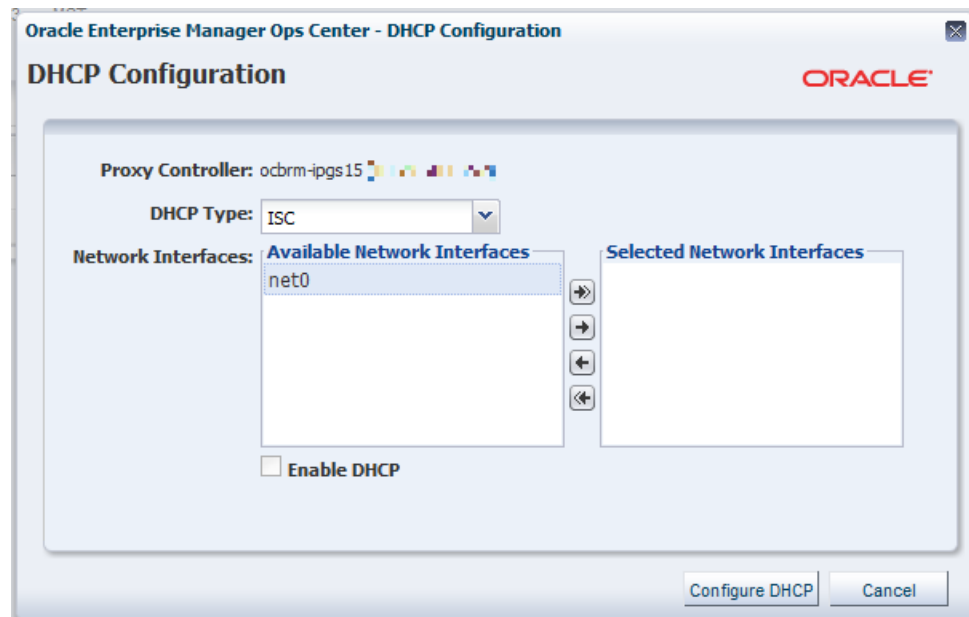 Oracle Enterprise Manager Ops Center - DHCP Configuration
DHCP Configuration
ORACLE
Proxy Controller: ocbrm-ipgs15
DHCP Type: ISC
Network Interfaces: Available Network Interfaces Selected Network Interfaces
net0
Enable DHCP
Configure DHCP Cancel